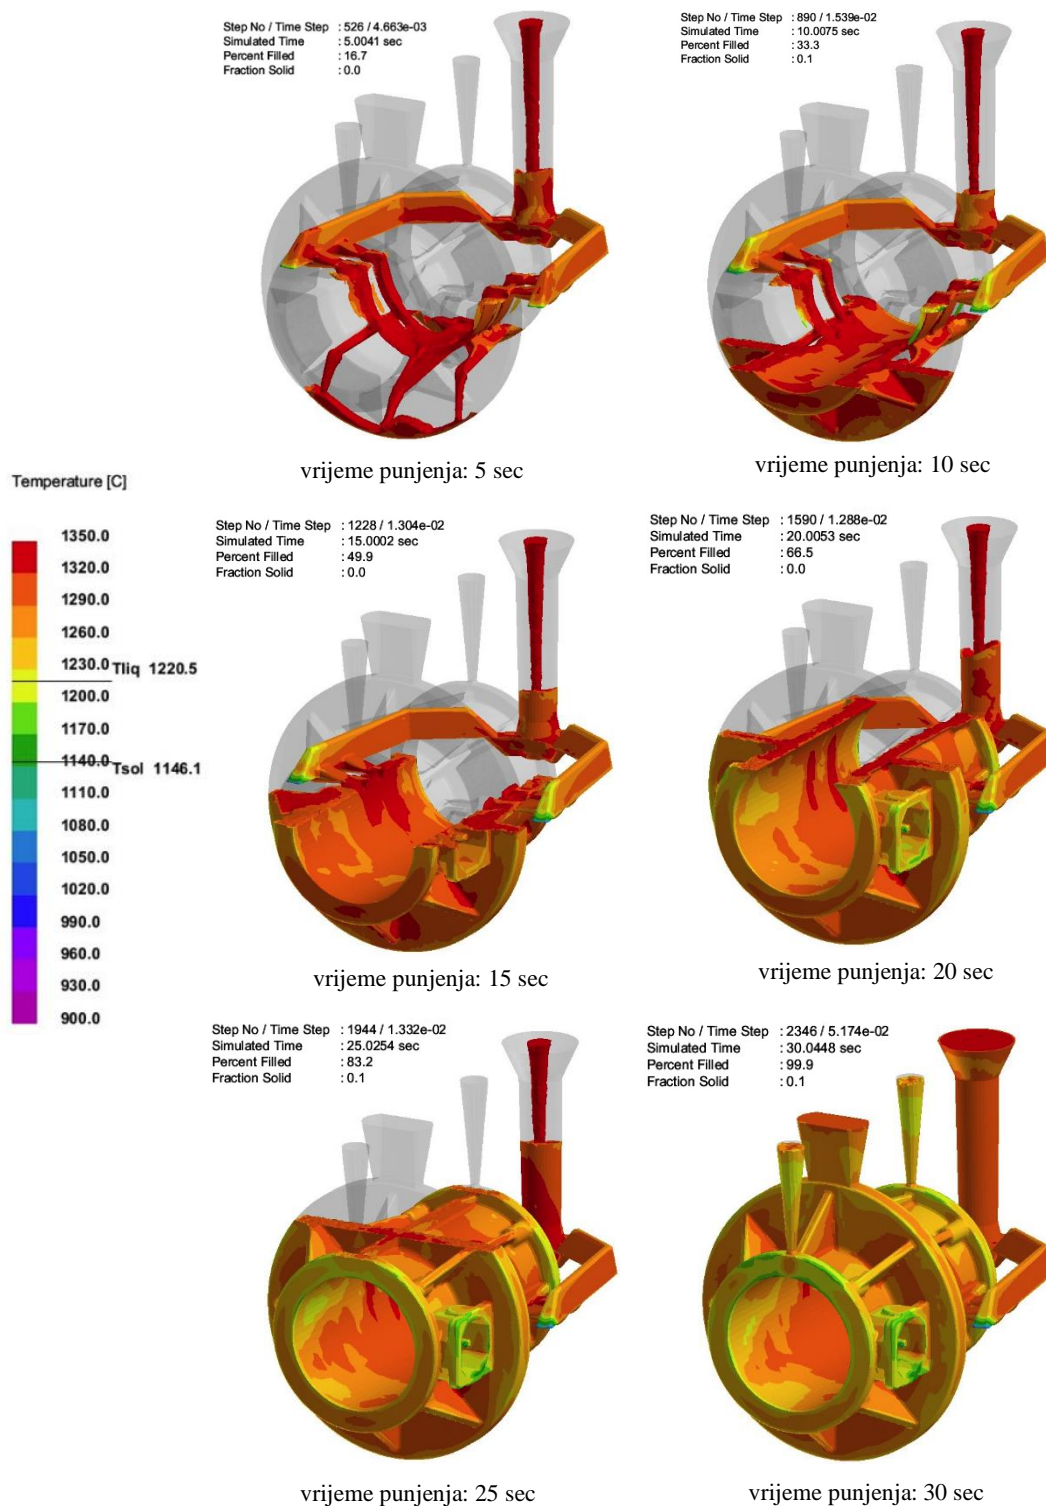 Step No / Time Step : 526 / 4.663e-03
Simulated Time : 5.0041 sec
Percent Filled : 16.7
Fraction Solid : 0.0
Step No / Time Step : 890 / 1.539e-02
Simulated Time : 10.0075 sec
Percent Filled : 33.3
Fraction Solid : 0.1
vrijeme punjenja: 5 sec
vrijeme punjenja: 10 sec
Temperature [C]
1350.0
1320.0
1290.0
1260.0
1230.0
Tliq 1220.5
1200.0
1170.0
1140.0
Tsol 1146.1
1110.0
1080.0
1050.0
1020.0
990.0
960.0
930.0
900.0
Step No / Time Step : 1228 / 1.304e-02
Simulated Time : 15.0002 sec
Percent Filled : 49.9
Fraction Solid : 0.0
Step No / Time Step : 1590 / 1.288e-02
Simulated Time : 20.0053 sec
Percent Filled : 66.5
Fraction Solid : 0.0
vrijeme punjenja: 15 sec
vrijeme punjenja: 20 sec
Step No / Time Step : 1944 / 1.332e-02
Simulated Time : 25.0254 sec
Percent Filled : 83.2
Fraction Solid : 0.1
Step No / Time Step : 2346 / 5.174e-02
Simulated Time : 30.0448 sec
Percent Filled : 99.9
Fraction Solid : 0.1
vrijeme punjenja: 25 sec
vrijeme punjenja: 30 sec